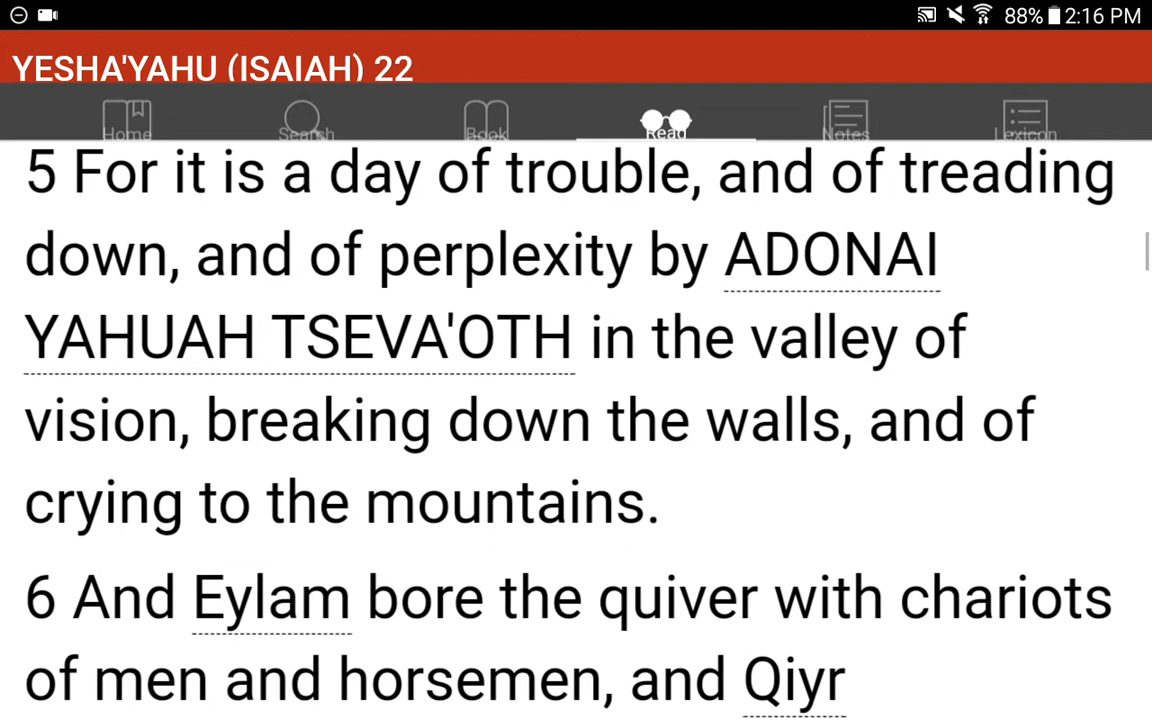 88% 2:16 PM
YESHA'YAHU (ISAIAH) 22
Home Search Book Read Notes Lexicon
5 For it is a day of trouble, and of treading
down, and of perplexity by ADONAI
YAHUAH TSEVA'OTH in the valley of
vision, breaking down the walls, and of
crying to the mountains.
6 And Eylam bore the quiver with chariots
of men and horsemen, and Qiyr